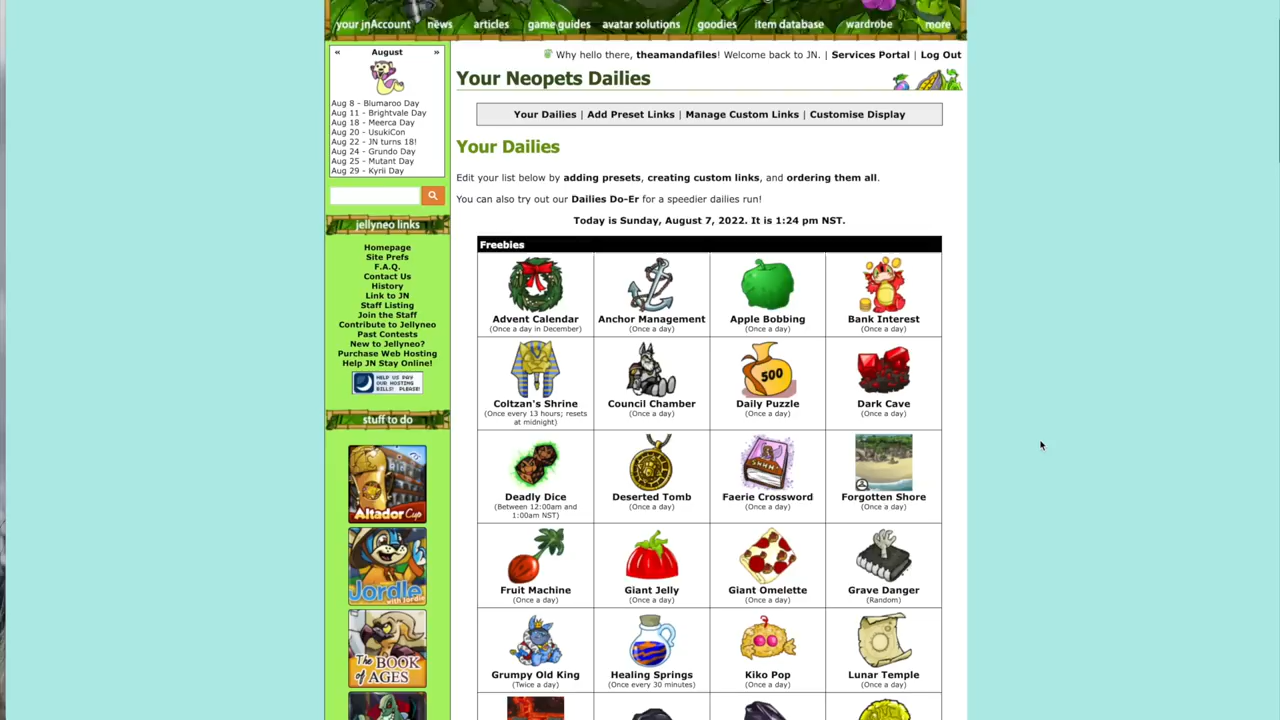 your jnAccount news articles game guides avatar solutions goodies item database wardrobe more
« August »
Aug 8 - Blumaroo Day
Aug 11 - Brightvale Day
Aug 18 - Meerca Day
Aug 20 - UsukiCon
Aug 22 - JN turns 18!
Aug 24 - Grundo Day
Aug 25 - Mutant Day
Aug 29 - Kyrii Day
jellyneo links
Homepage
Site Prefs
F.A.Q.
Contact Us
History
Link to JN
Staff Listing
Join the Staff
Contribute to Jellyneo
Past Contests
New to Jellyneo?
Purchase Web Hosting
Help JN Stay Online!
HELP US PAY
OUR HOSTING
BILLS! PLEASE!
stuff to do
Altador Cup
Jordle
with Jordie
The BOOK
of AGES
Why hello there, theamandafiles! Welcome back to JN. | Services Portal | Log Out
Your Neopets Dailies
Your Dailies | Add Preset Links | Manage Custom Links | Customise Display
Your Dailies
Edit your list below by adding presets, creating custom links, and ordering them all.
You can also try out our Dailies Do-Er for a speedier dailies run!
Today is Sunday, August 7, 2022. It is 1:24 pm NST.
Freebies
Advent Calendar
(Once a day in December)
Anchor Management
(Once a day)
Apple Bobbing
(Once a day)
Bank Interest
(Once a day)
Coltzan's Shrine
(Once every 13 hours; resets
at midnight)
Council Chamber
(Once a day)
500
Daily Puzzle
(Once a day)
Dark Cave
(Once a day)
Deadly Dice
(Between 12:00am and
1:00am NST)
Deserted Tomb
(Once a day)
Faerie Crossword
(Once a day)
Forgotten Shore
(Once a day)
Fruit Machine
(Once a day)
Giant Jelly
(Once a day)
Giant Omelette
(Once a day)
Grave Danger
(Random)
Grumpy Old King
(Twice a day)
Healing Springs
(Once every 30 minutes)
Kiko Pop
(Once a day)
Lunar Temple
(Once a day)